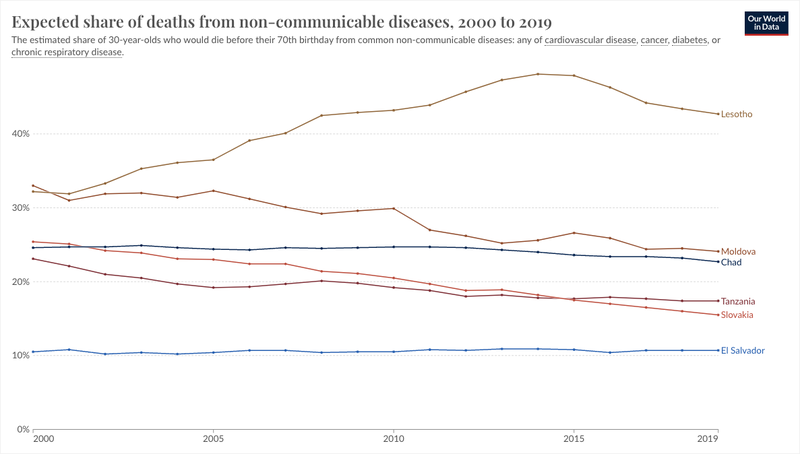 Expected share of deaths from non-communicable diseases, 2000 to 2019
Our World
in Data
The estimated share of 30-year-olds who would die before their 70th birthday from common non-communicable diseases: any of cardiovascular disease, cancer, diabetes, or
chronic respiratory disease.
40%
30%
20%
10%
0%
Lesotho
Moldova
Chad
Tanzania
Slovakia
El Salvador
2000
2005
2010
2015
2019